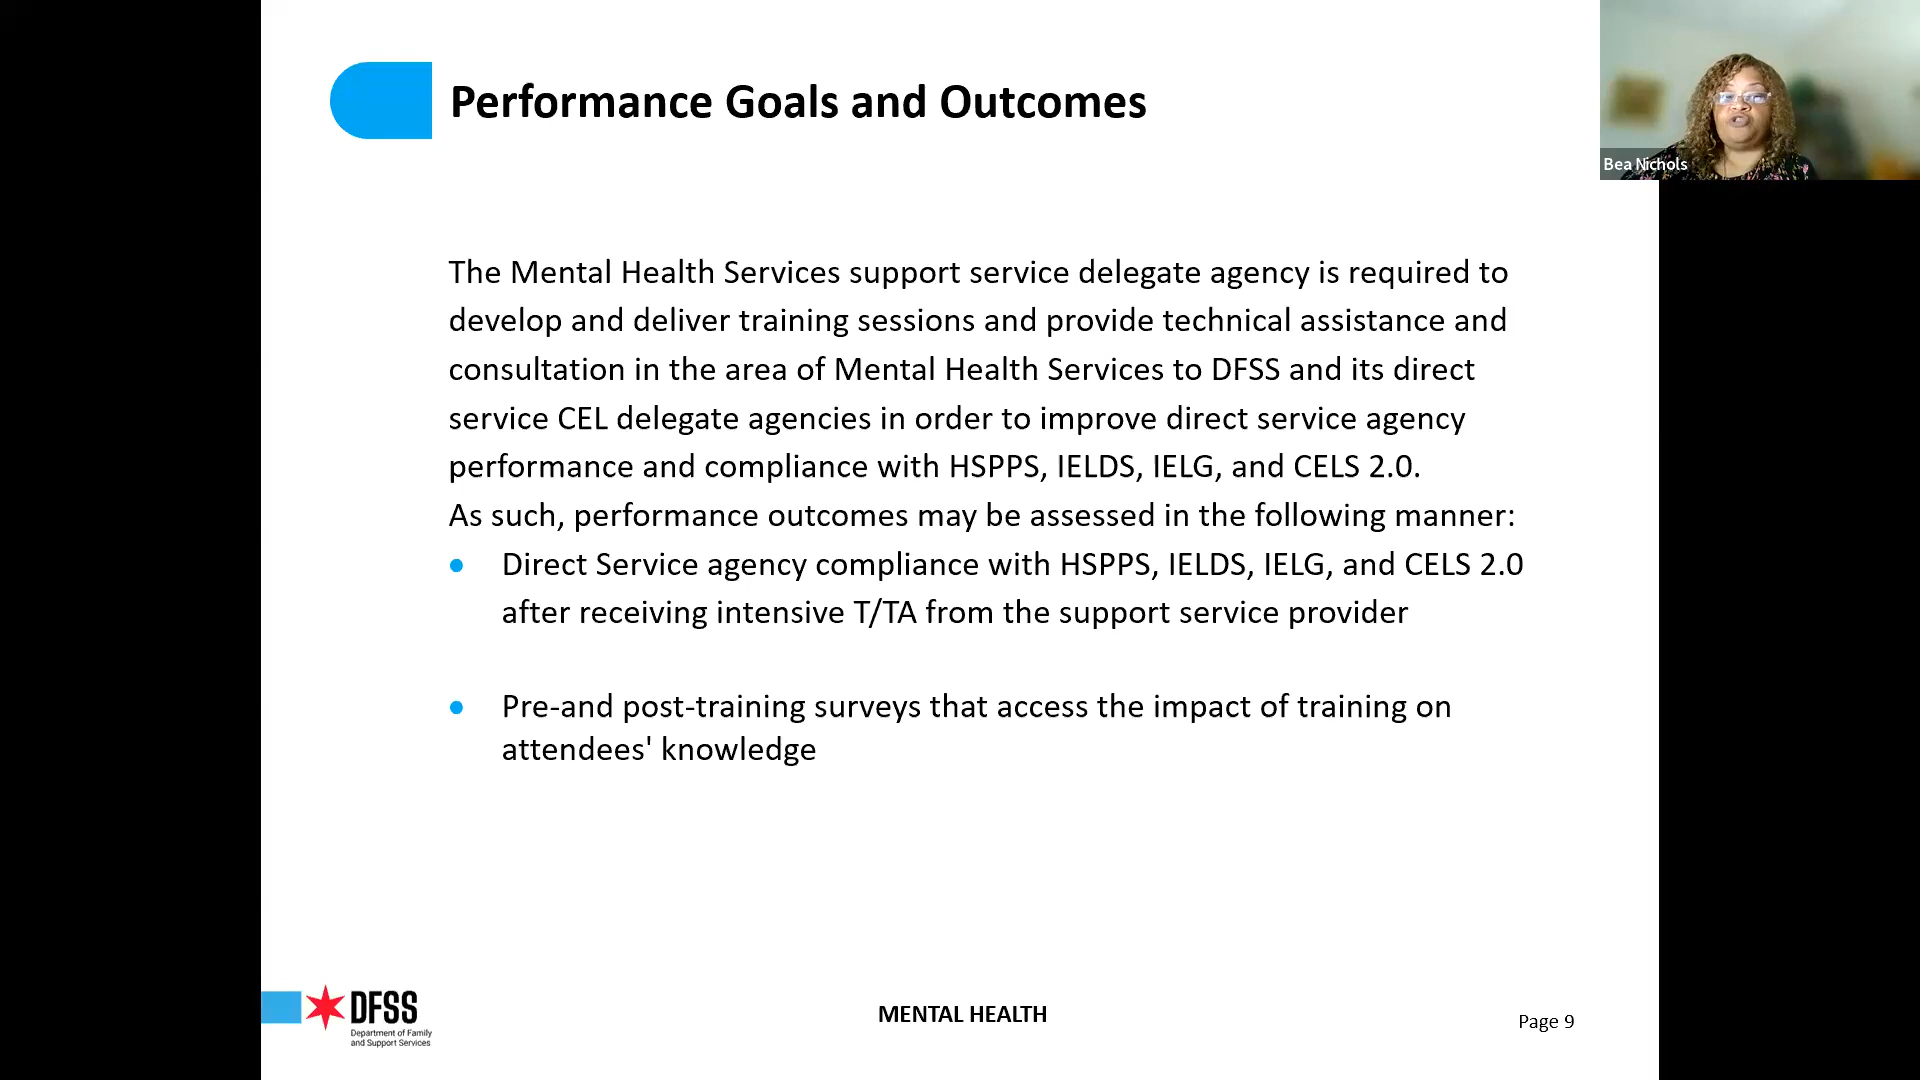 Performance Goals and Outcomes
Bea Nichols
The Mental Health Services support service delegate agency is required to
develop and deliver training sessions and provide technical assistance and
consultation in the area of Mental Health Services to DFSS and its direct
service CEL delegate agencies in order to improve direct service agency
performance and compliance with HSPPS, IELDS, IELG, and CELS 2.0.
As such, performance outcomes may be assessed in the following manner:
• Direct Service agency compliance with HSPPS, IELDS, IELG, and CELS 2.0
after receiving intensive T/TA from the support service provider
• Pre-and post-training surveys that access the impact of training on
attendees' knowledge
DFSS
Department of Family
and Support Services
MENTAL HEALTH
Page 9